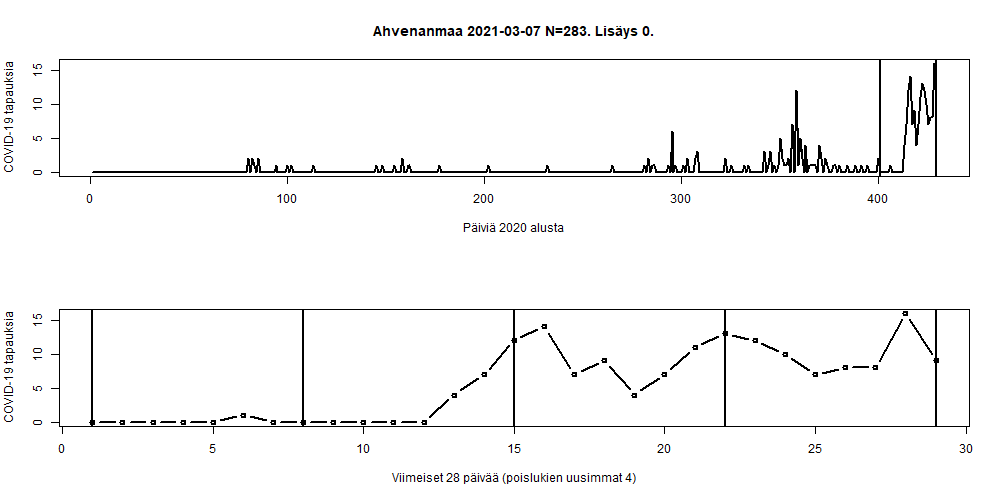 Ahvenanmaa 2021-03-07 N=283. Lisäys 0.
COVID-19 tapauksia
15
10
5
0
0 100 200 300 400
Päiviä 2020 alusta
COVID-19 tapauksia
15
10
5
0
0 5 10 15 20 25 30
Viimeiset 28 päivää (poislukien uusimmat 4)